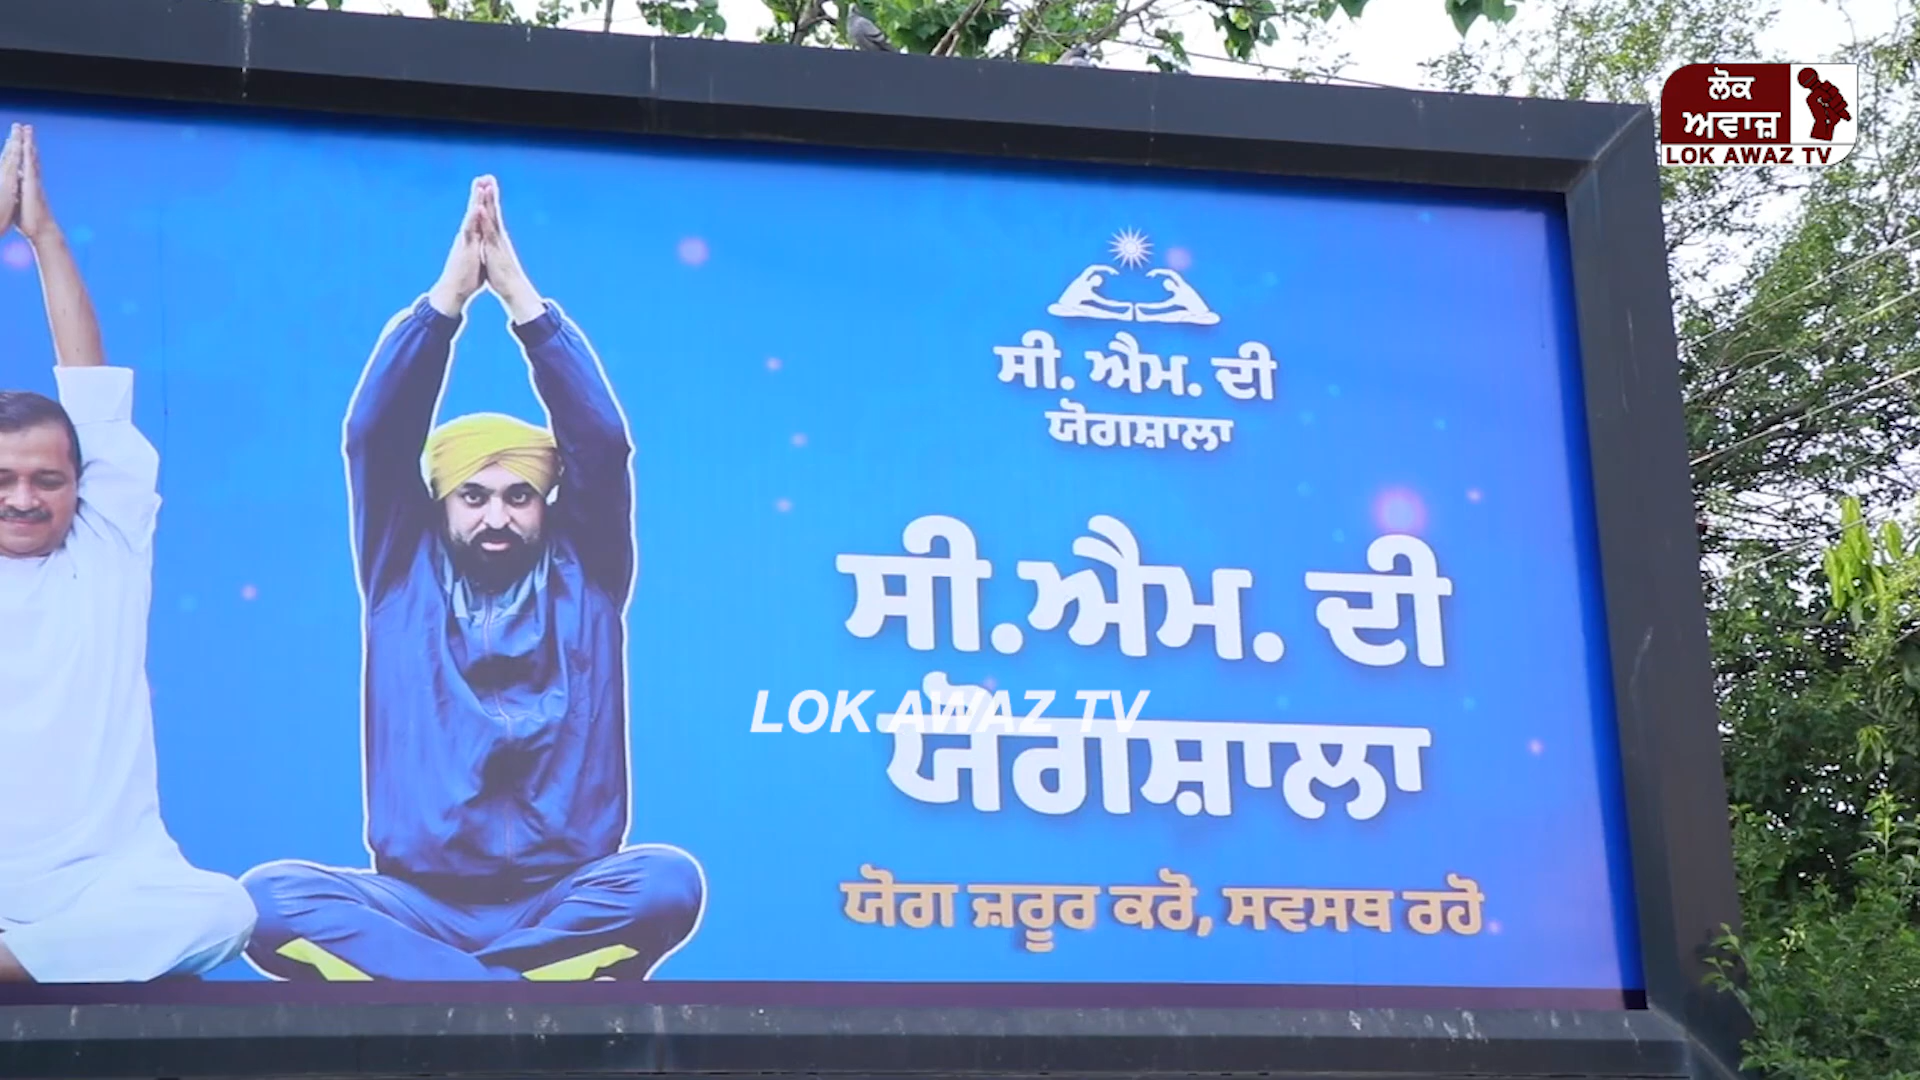 ਲੋਕ
ਅਵਾਜ਼
LOK AWAZ TV
ਸੀ. ਐਮ. ਦੀ
ਯੋਗਸ਼ਾਲਾ
ਸੀ.ਐਮ. ਦੀ
LOK AWAZ TV
ਯੋਗਸ਼ਾਲਾ
ਯੋਗ ਜ਼ਰੂਰ ਕਰੋ, ਸਵਸਥ ਰਹੋ